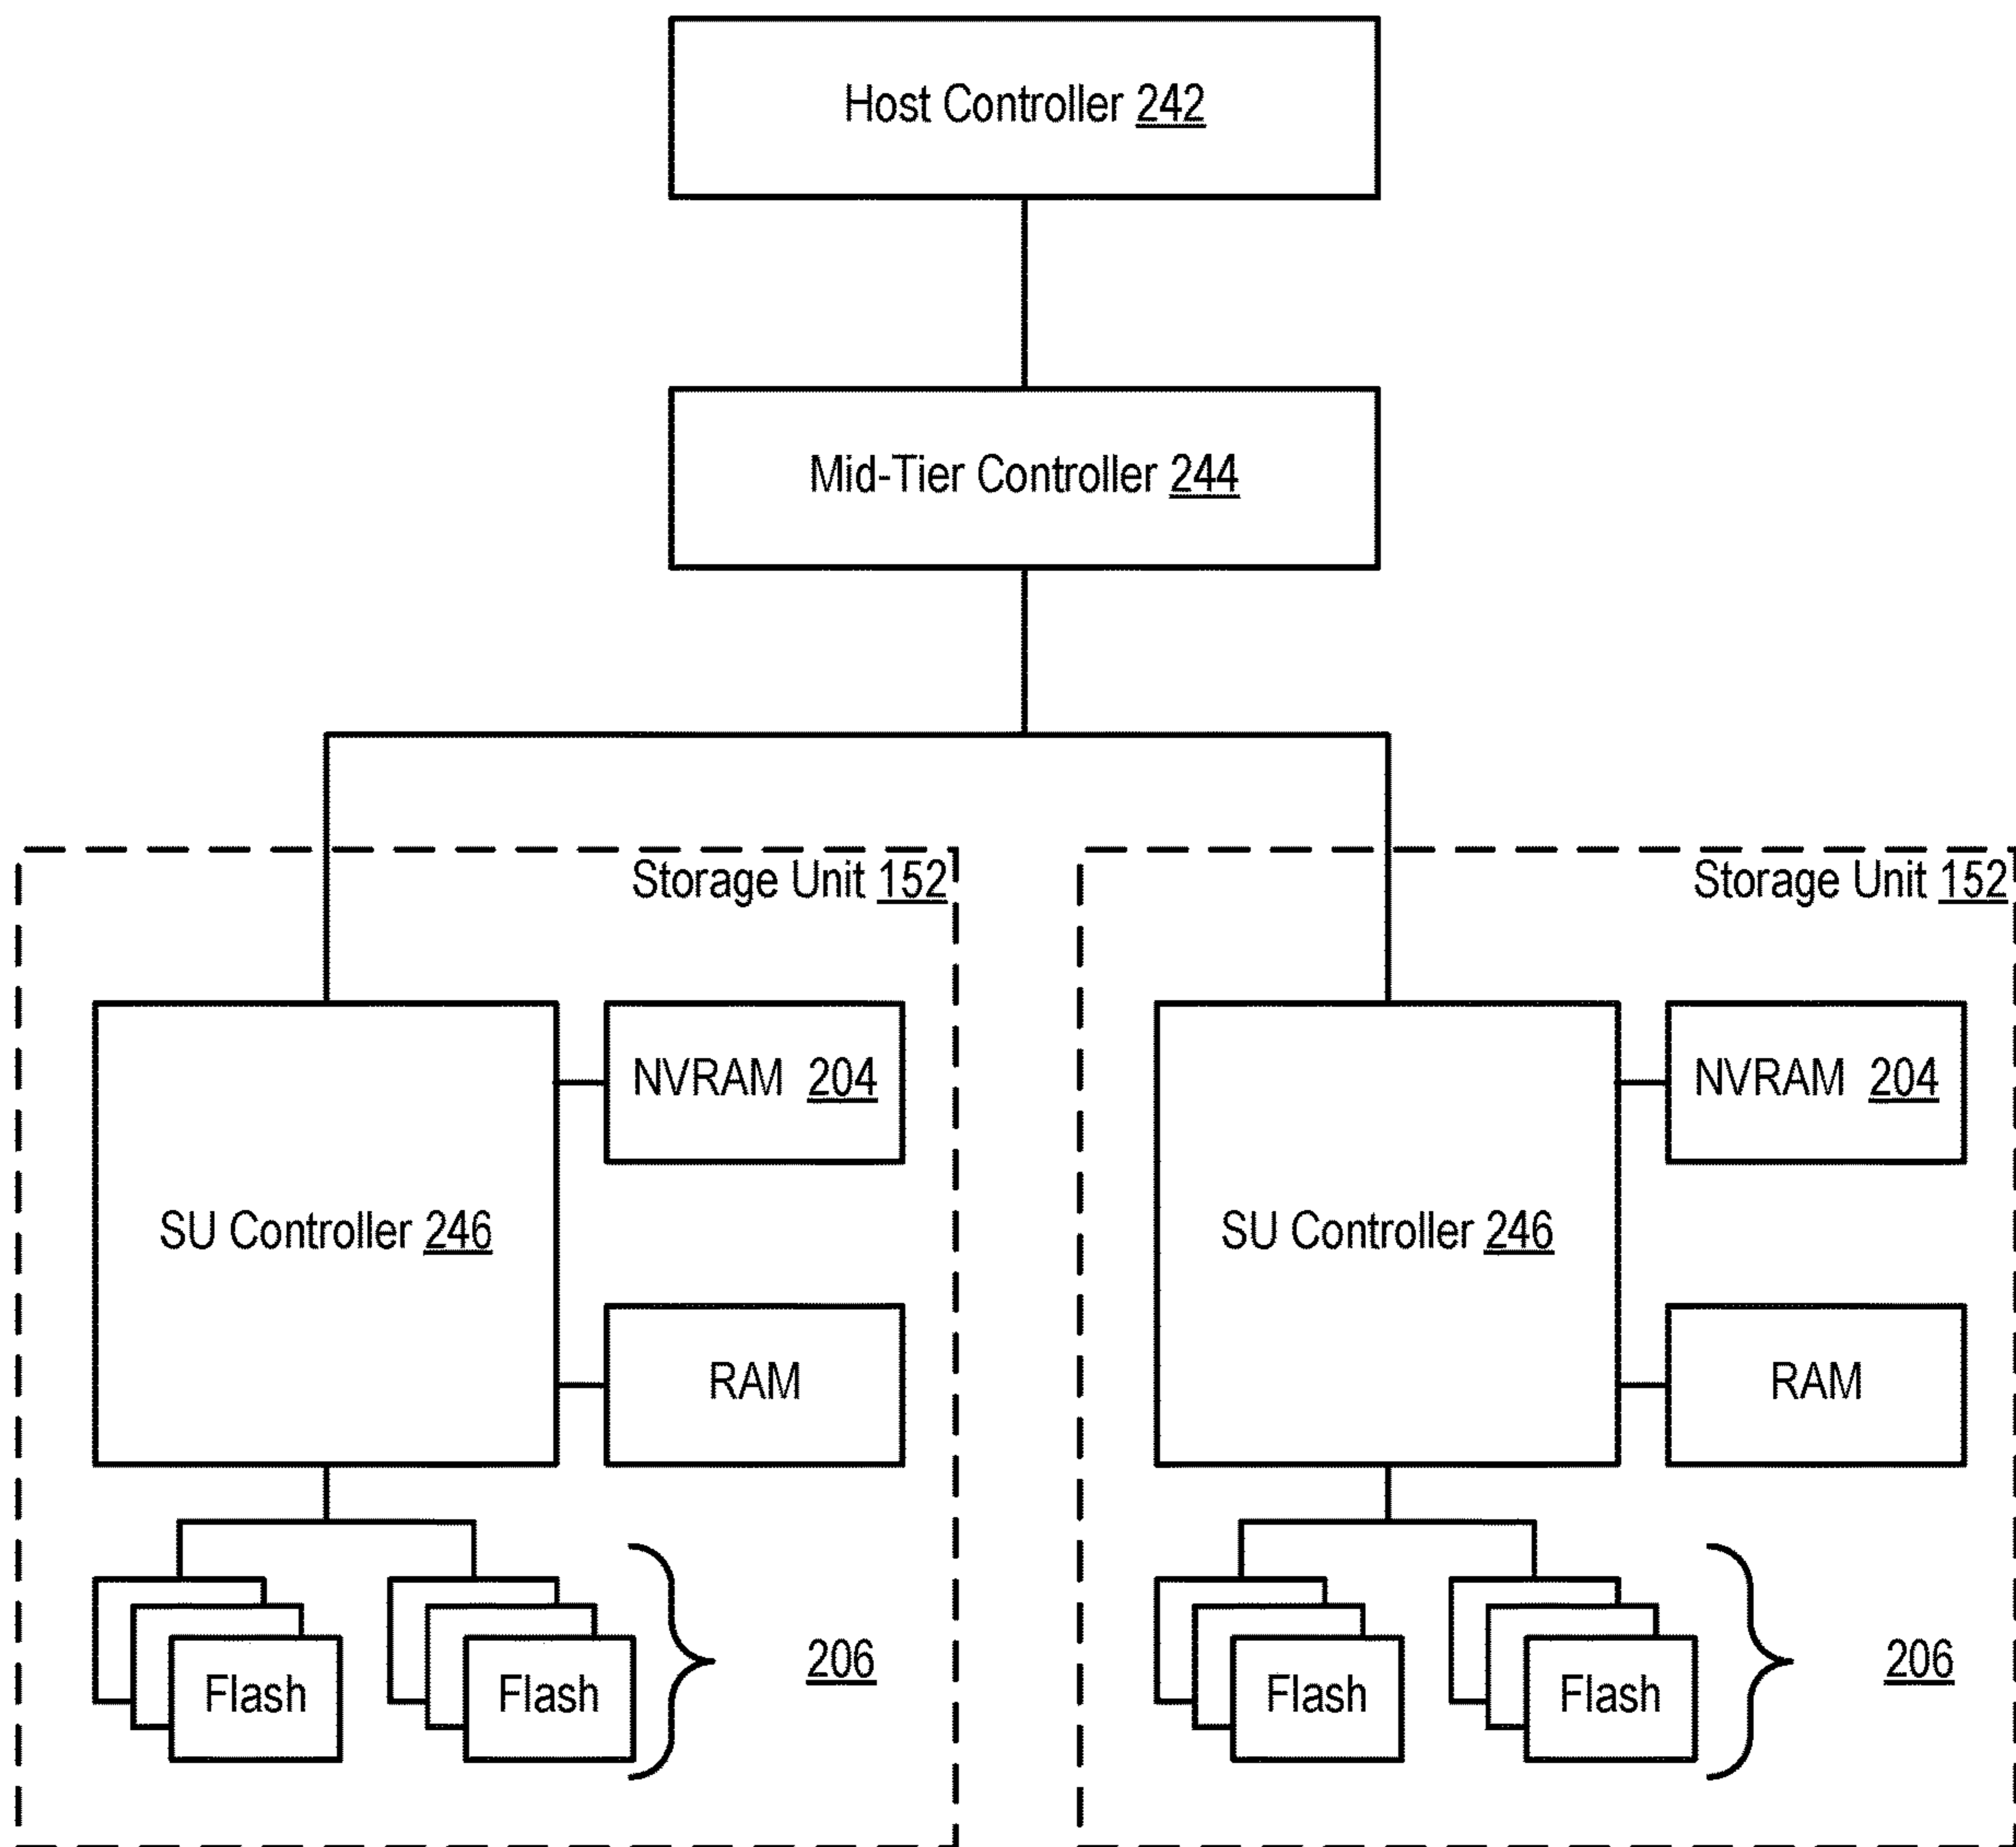 Host Controller 242
Mid-Tier Controller 244
Storage Unit 152
Storage Unit 152
NVRAM 204
NVRAM 204
SU Controller 246
SU Controller 246
RAM
RAM
206
206
Flash
Flash
Flash
Flash